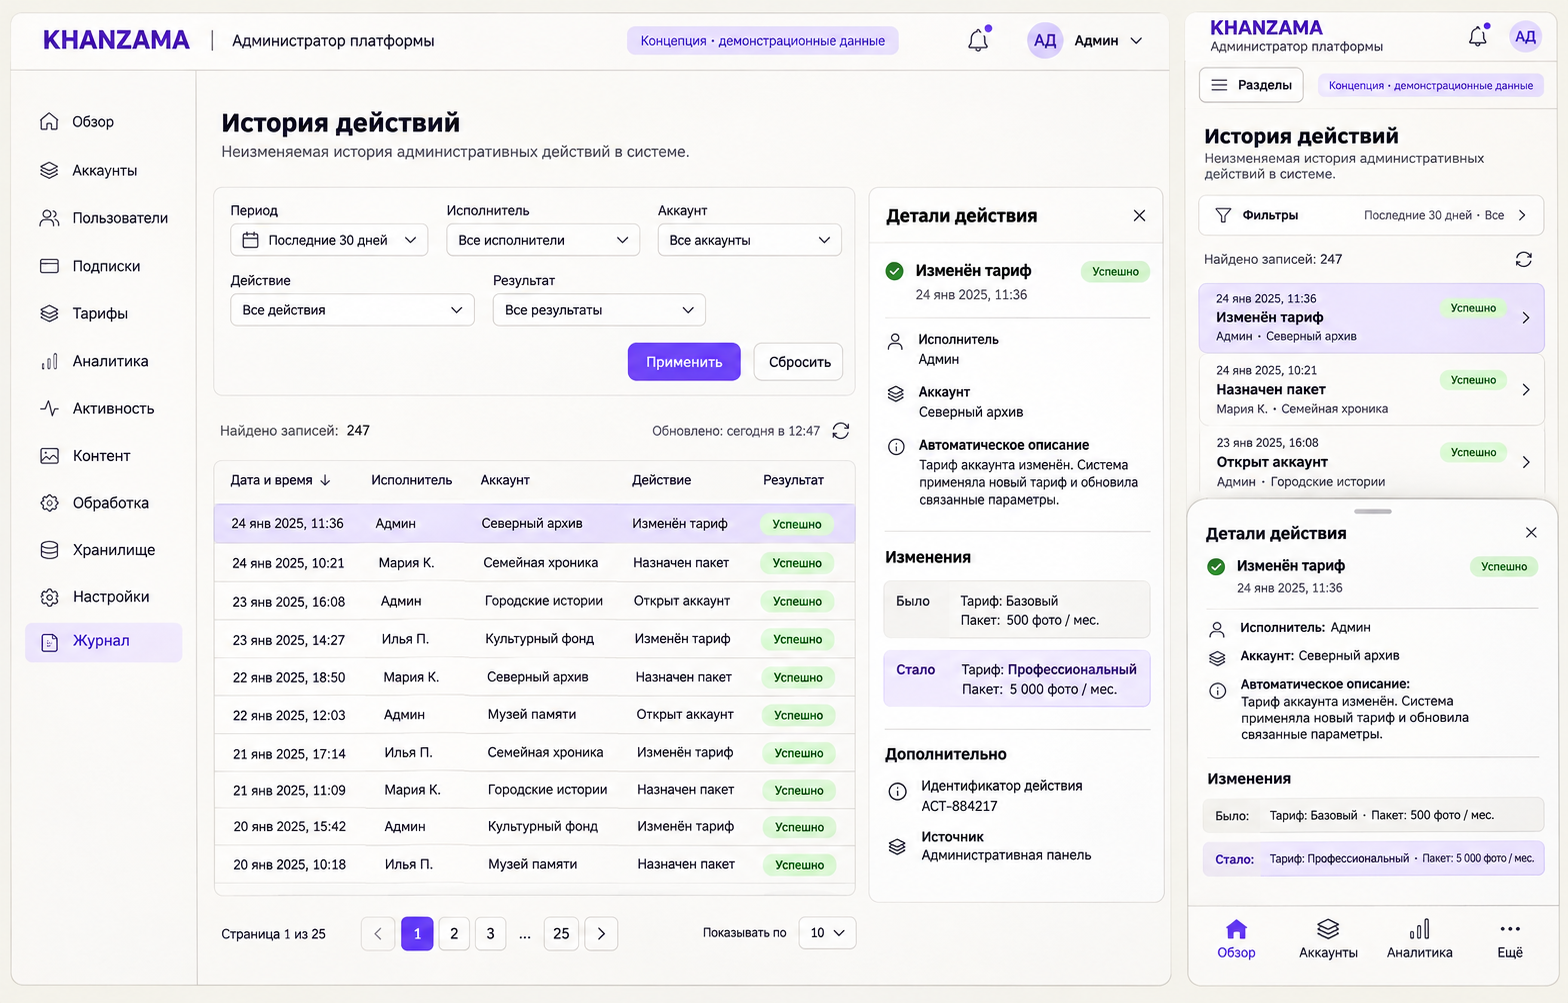 KHANZAMA
Администратор платформы
Концепция • демонстрационные данные
АД
Админ
Обзор
Аккаунты
Пользователи
Подписки
Тарифы
Аналитика
Активность
Контент
Обработка
Хранилище
Настройки
Журнал
История действий
Неизменяемая история административных действий в системе.
Период
Исполнитель
Аккаунт
Последние 30 дней
Все исполнители
Все аккаунты
Действие
Результат
Все действия
Все результаты
Применить
Сбросить
Найдено записей: 247
Обновлено: сегодня в 12:47
Дата и время ↓ Исполнитель Аккаунт Действие Результат
24 янв 2025, 11:36 Админ Северный архив Изменён тариф Успешно
24 янв 2025, 10:21 Мария К. Семейная хроника Назначен пакет Успешно
23 янв 2025, 16:08 Админ Городские истории Открыт аккаунт Успешно
23 янв 2025, 14:27 Илья П. Культурный фонд Изменён тариф Успешно
22 янв 2025, 18:50 Мария К. Северный архив Назначен пакет Успешно
22 янв 2025, 12:03 Админ Музей памяти Открыт аккаунт Успешно
21 янв 2025, 17:14 Илья П. Семейная хроника Изменён тариф Успешно
21 янв 2025, 11:09 Мария К. Городские истории Назначен пакет Успешно
20 янв 2025, 15:42 Админ Культурный фонд Изменён тариф Успешно
20 янв 2025, 10:18 Илья П. Музей памяти Назначен пакет Успешно
Страница 1 из 25
1 2 3 ... 25
Показывать по 10
Детали действия
Изменён тариф
Успешно
24 янв 2025, 11:36
Исполнитель
Админ
Аккаунт
Северный архив
Автоматическое описание
Тариф аккаунта изменён. Система
применяла новый тариф и обновила
связанные параметры.
Изменения
Было
Тариф: Базовый
Пакет: 500 фото / мес.
Стало
Тариф: Профессиональный
Пакет: 5 000 фото / мес.
Дополнительно
Идентификатор действия
ACT-884217
Источник
Административная панель
KHANZAMA
Администратор платформы
АД
Разделы
Концепция • демонстрационные данные
История действий
Неизменяемая история административных
действий в системе.
Фильтры
Последние 30 дней · Все
Найдено записей: 247
24 янв 2025, 11:36
Изменён тариф
Админ • Северный архив
Успешно
24 янв 2025, 10:21
Назначен пакет
Мария К. • Семейная хроника
Успешно
23 янв 2025, 16:08
Открыт аккаунт
Админ • Городские истории
Успешно
Детали действия
Изменён тариф
Успешно
24 янв 2025, 11:36
Исполнитель: Админ
Аккаунт: Северный архив
Автоматическое описание:
Тариф аккаунта изменён. Система
применяла новый тариф и обновила
связанные параметры.
Изменения
Было: Тариф: Базовый · Пакет: 500 фото / мес.
Стало: Тариф: Профессиональный · Пакет: 5 000 фото / мес.
Обзор
Аккаунты
Аналитика
Ещё